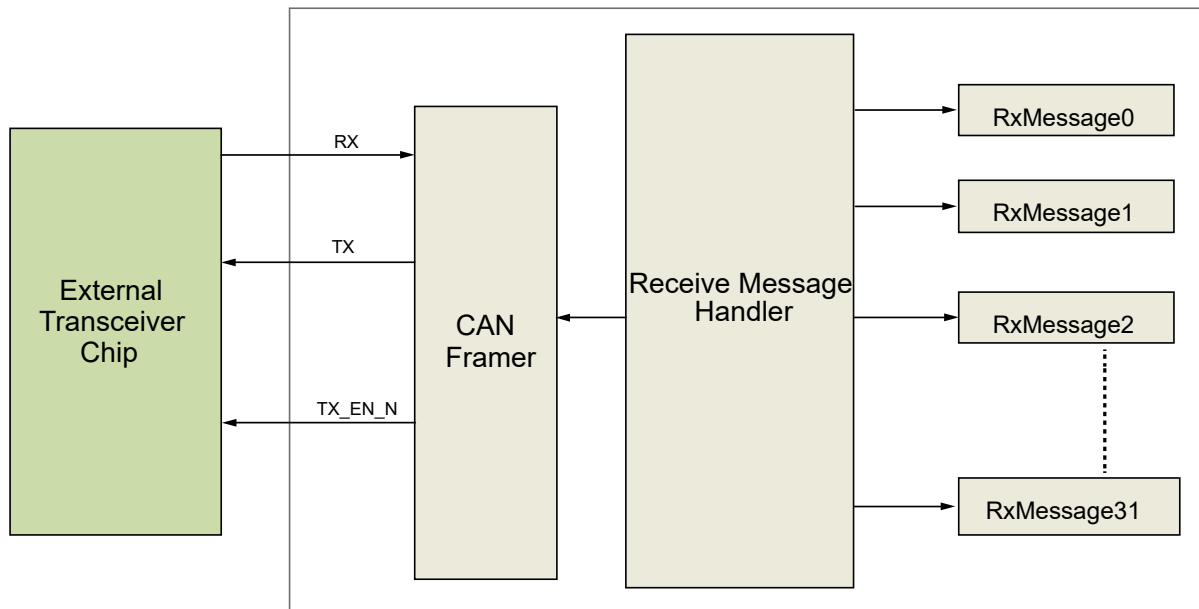 External
Transceiver
Chip
RX
TX
TX_EN_N
CAN
Framer
Receive Message
Handler
RxMessage0
RxMessage1
RxMessage2
RxMessage31